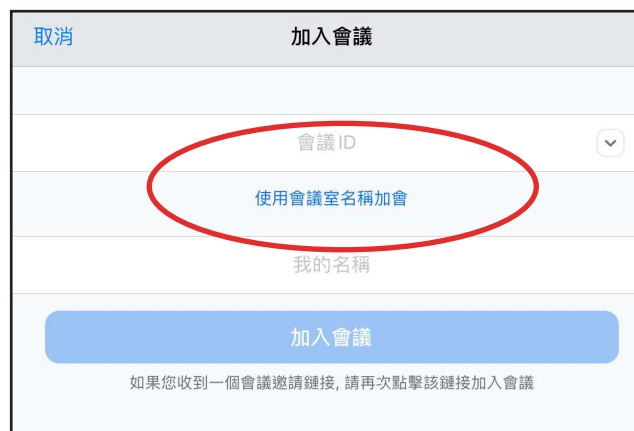 取消 加入會議
會議 ID
使用會議室名稱加會
我的名稱
加入會議
如果您收到一個會議邀請鏈接, 請再次點擊該鏈接加入會議